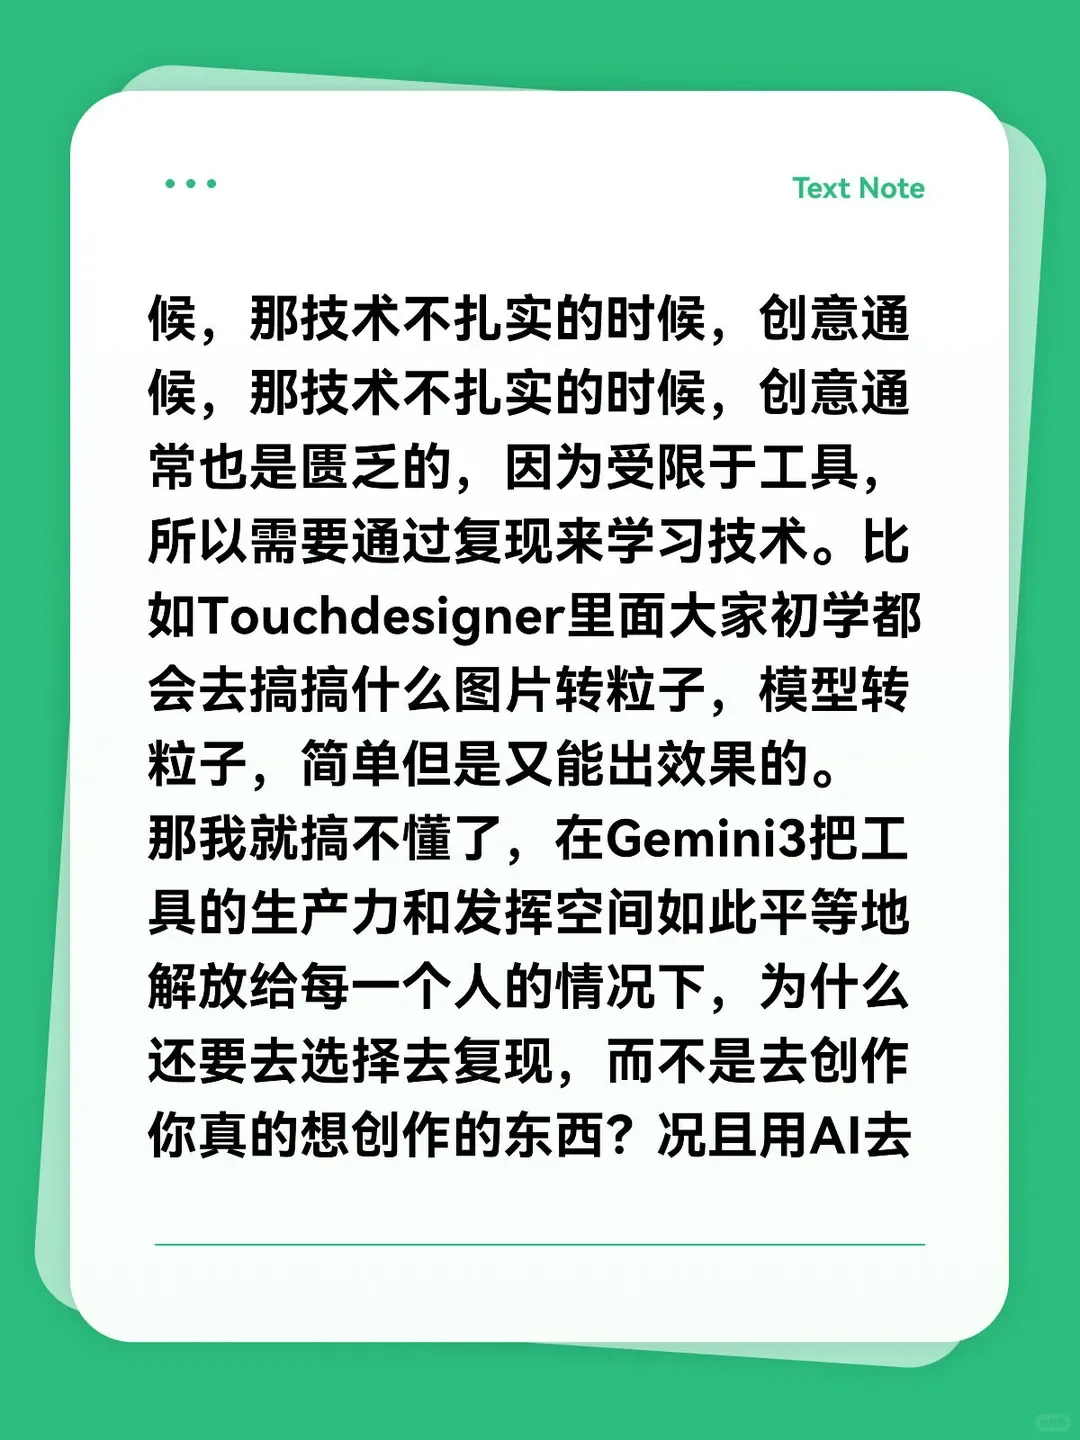 Text Note
候，那技术不扎实的时候，创意通
候，那技术不扎实的时候，创意通
常也是匮乏的，因为受限于工具，
所以需要通过复现来学习技术。比
如Touchdesigner里面大家初学都
会去搞搞什么图片转粒子，模型转
粒子，简单但是又能出效果的。
那我就搞不懂了，在Gemini3把工
具的生产力和发挥空间如此平等地
解放给每一个人的情况下，为什么
还要去选择去复现，而不是去创作
你真的想创作的东西？况且用AI去